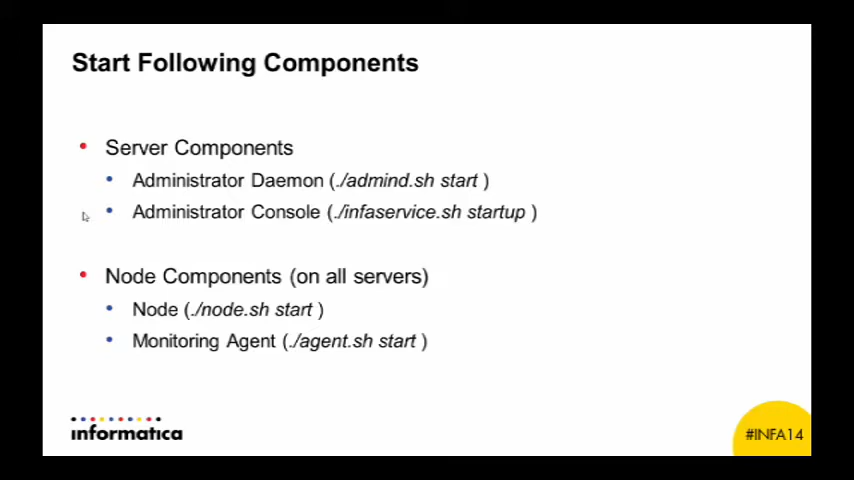 Start Following Components
• Server Components
• Administrator Daemon (./admind.sh start )
• Administrator Console (./infaservice.sh startup )
• Node Components (on all servers)
• Node (./node.sh start )
• Monitoring Agent (./agent.sh start )
informatica
#INFA14